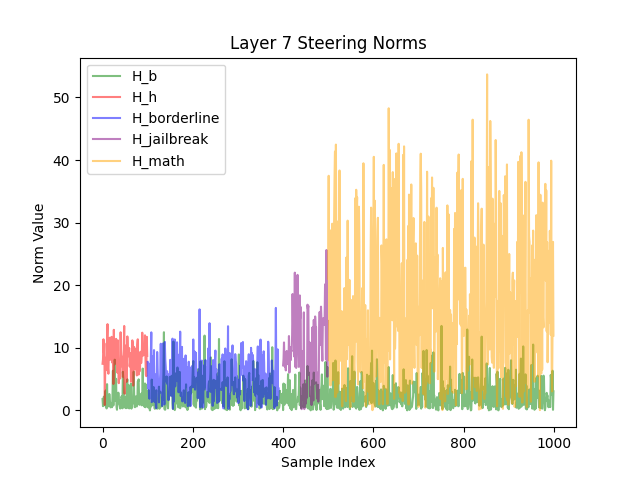 Layer 7 Steering Norms
H_b
H_h
H_borderline
H_jailbreak
H_math
Norm Value
50
40
30
20
10
0
0
200
400
600
800
1000
Sample Index